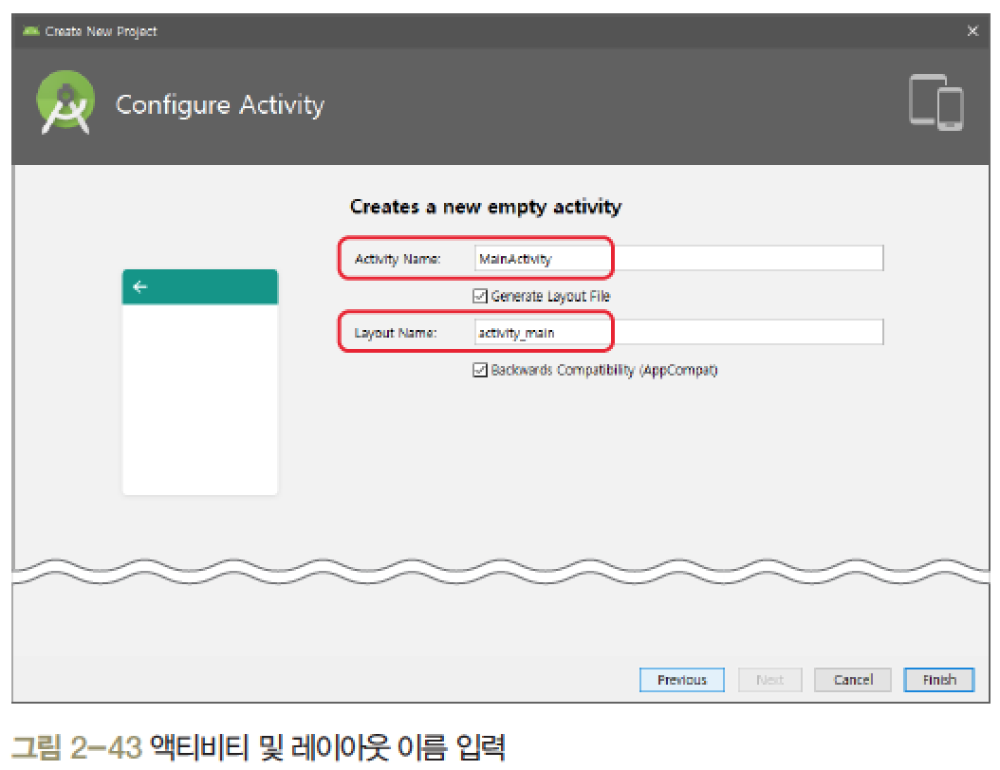 Create New Project
Configure Activity
Creates a new empty activity
Activity Name: MainActivity
Generate Layout File
Layout Name: activity_main
Backwards Compatibility (AppCompat)
Previous Next Cancel Finish
그림 2-43 액티비티 및 레이아웃 이름 입력